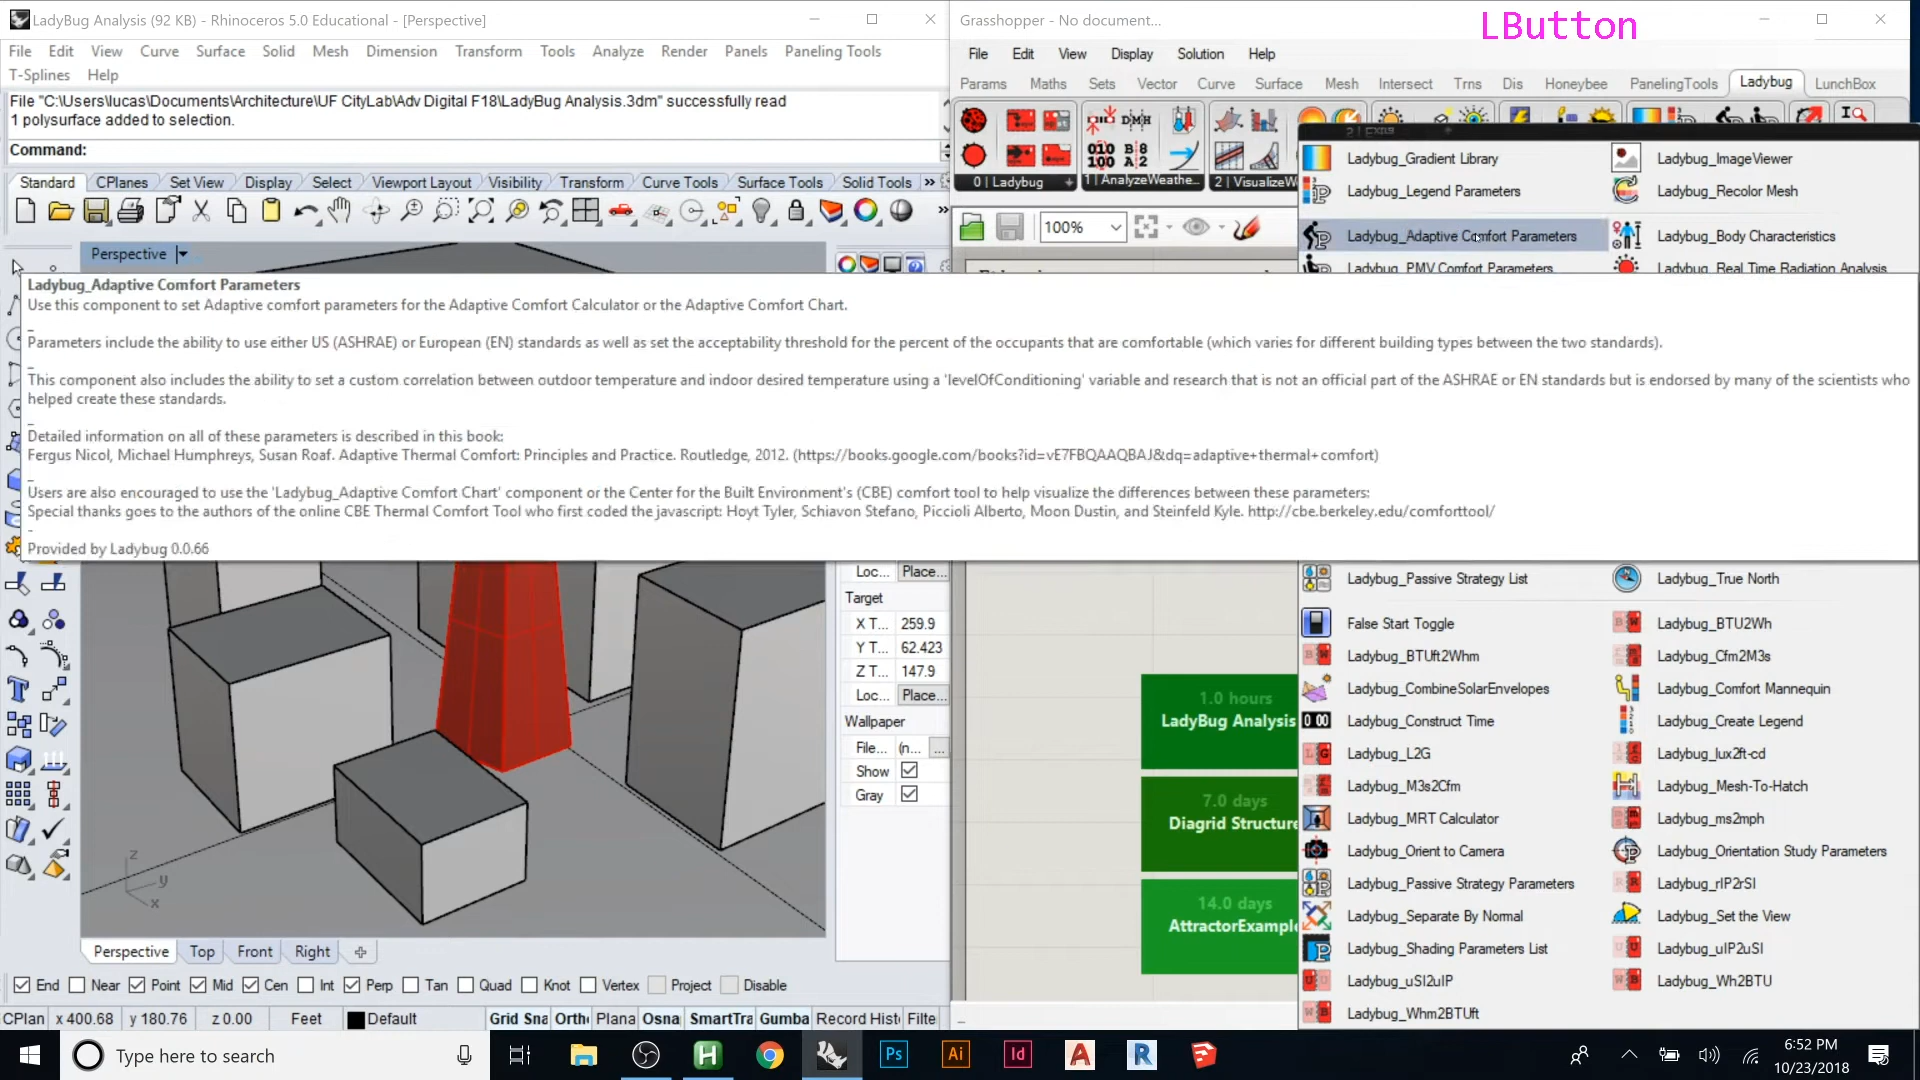 LadyBug Analysis (92 KB) - Rhinoceros 5.0 Educational - [Perspective]
File Edit View Curve Surface Solid Mesh Dimension Transform Tools Analyze Render Panels Paneling Tools
T-Splines Help
File "C:\Users\lucas\Documents\Architecture\UF CityLab\Adv Digital F18\LadyBug Analysis.3dm" successfully read
1 polysurface added to selection.
Command:
Standard CPlanes Set View Display Select Viewport Layout Visibility Transform Curve Tools Surface Tools Solid Tools »
Perspective
Grasshopper - No document...
LButton
File Edit View Display Solution Help
Params Maths Sets Vector Curve Surface Mesh Intersect Trns Dis Honeybee PanelingTools Ladybug LunchBox
0 | Ladybug 1 | AnalyzeWeathe... 2 | VisualizeW
100%
Ladybug_Gradient Library Ladybug_ImageViewer
Ladybug_Legend Parameters Ladybug_Recolor Mesh
Ladybug_Adaptive Comfort Parameters Ladybug_Body Characteristics
Ladybug_PMV Comfort Parameters Ladybug_Real Time Radiation Analysis
Ladybug_Adaptive Comfort Parameters
Use this component to set Adaptive comfort parameters for the Adaptive Comfort Calculator or the Adaptive Comfort Chart.
_
Parameters include the ability to use either US (ASHRAE) or European (EN) standards as well as set the acceptability threshold for the percent of the occupants that are comfortable (which varies for different building types between the two standards).
_
This component also includes the ability to set a custom correlation between outdoor temperature and indoor desired temperature using a 'levelOfConditioning' variable and research that is not an official part of the ASHRAE or EN standards but is endorsed by many of the scientists who
helped create these standards.
_
Detailed information on all of these parameters is described in this book:
Fergus Nicol, Michael Humphreys, Susan Roaf. Adaptive Thermal Comfort: Principles and Practice. Routledge, 2012. (https://books.google.com/books?id=vE7FBQAAQBAJ&dq=adaptive+thermal+comfort)
_
Users are also encouraged to use the 'Ladybug_Adaptive Comfort Chart' component or the Center for the Built Environment's (CBE) comfort tool to help visualize the differences between these parameters:
Special thanks goes to the authors of the online CBE Thermal Comfort Tool who first coded the javascript: Hoyt Tyler, Schiavon Stefano, Piccioli Alberto, Moon Dustin, and Steinfeld Kyle. http://cbe.berkeley.edu/comforttool/
-
Provided by Ladybug 0.0.66
Loc... Place...
Target
X T... 259.9
Y T... 62.423
Z T... 147.9
Loc... Place...
Wallpaper
File... (n... ...
Show
Gray
z
y
x
1.0 hours
LadyBug Analysis
7.0 days
Diagrid Structure
14.0 days
AttractorExample
Ladybug_Passive Strategy List Ladybug_True North
False Start Toggle Ladybug_BTU2Wh
Ladybug_BTUft2Whm Ladybug_Cfm2M3s
Ladybug_CombineSolarEnvelopes Ladybug_Comfort Mannequin
Ladybug_Construct Time Ladybug_Create Legend
Ladybug_L2G Ladybug_lux2ft-cd
Ladybug_M3s2Cfm Ladybug_Mesh-To-Hatch
Ladybug_MRT Calculator Ladybug_ms2mph
Ladybug_Orient to Camera Ladybug_Orientation Study Parameters
Ladybug_Passive Strategy Parameters Ladybug_rIP2rSI
Ladybug_Separate By Normal Ladybug_Set the View
Ladybug_Shading Parameters List Ladybug_uIP2uSI
Ladybug_uSI2uIP Ladybug_Wh2BTU
Ladybug_Whm2BTUft
Perspective Top Front Right
End Near Point Mid Cen Int Perp Tan Quad Knot Vertex Project Disable
CPlan x 400.68 y 180.76 z 0.00 Feet Default Grid Sna Ortho Plana Osna SmartTra Gumba Record Hist Filte
Type here to search
Ps Ai Id
6:52 PM
10/23/2018